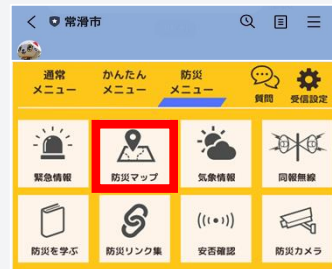 常滑市
通常 かんたん 防災
メニュー メニュー メニュー 質問 受信設定
緊急情報 防災マップ 気象情報 同報無線
防災を学ぶ 防災リンク集 安否確認 防災カメラ